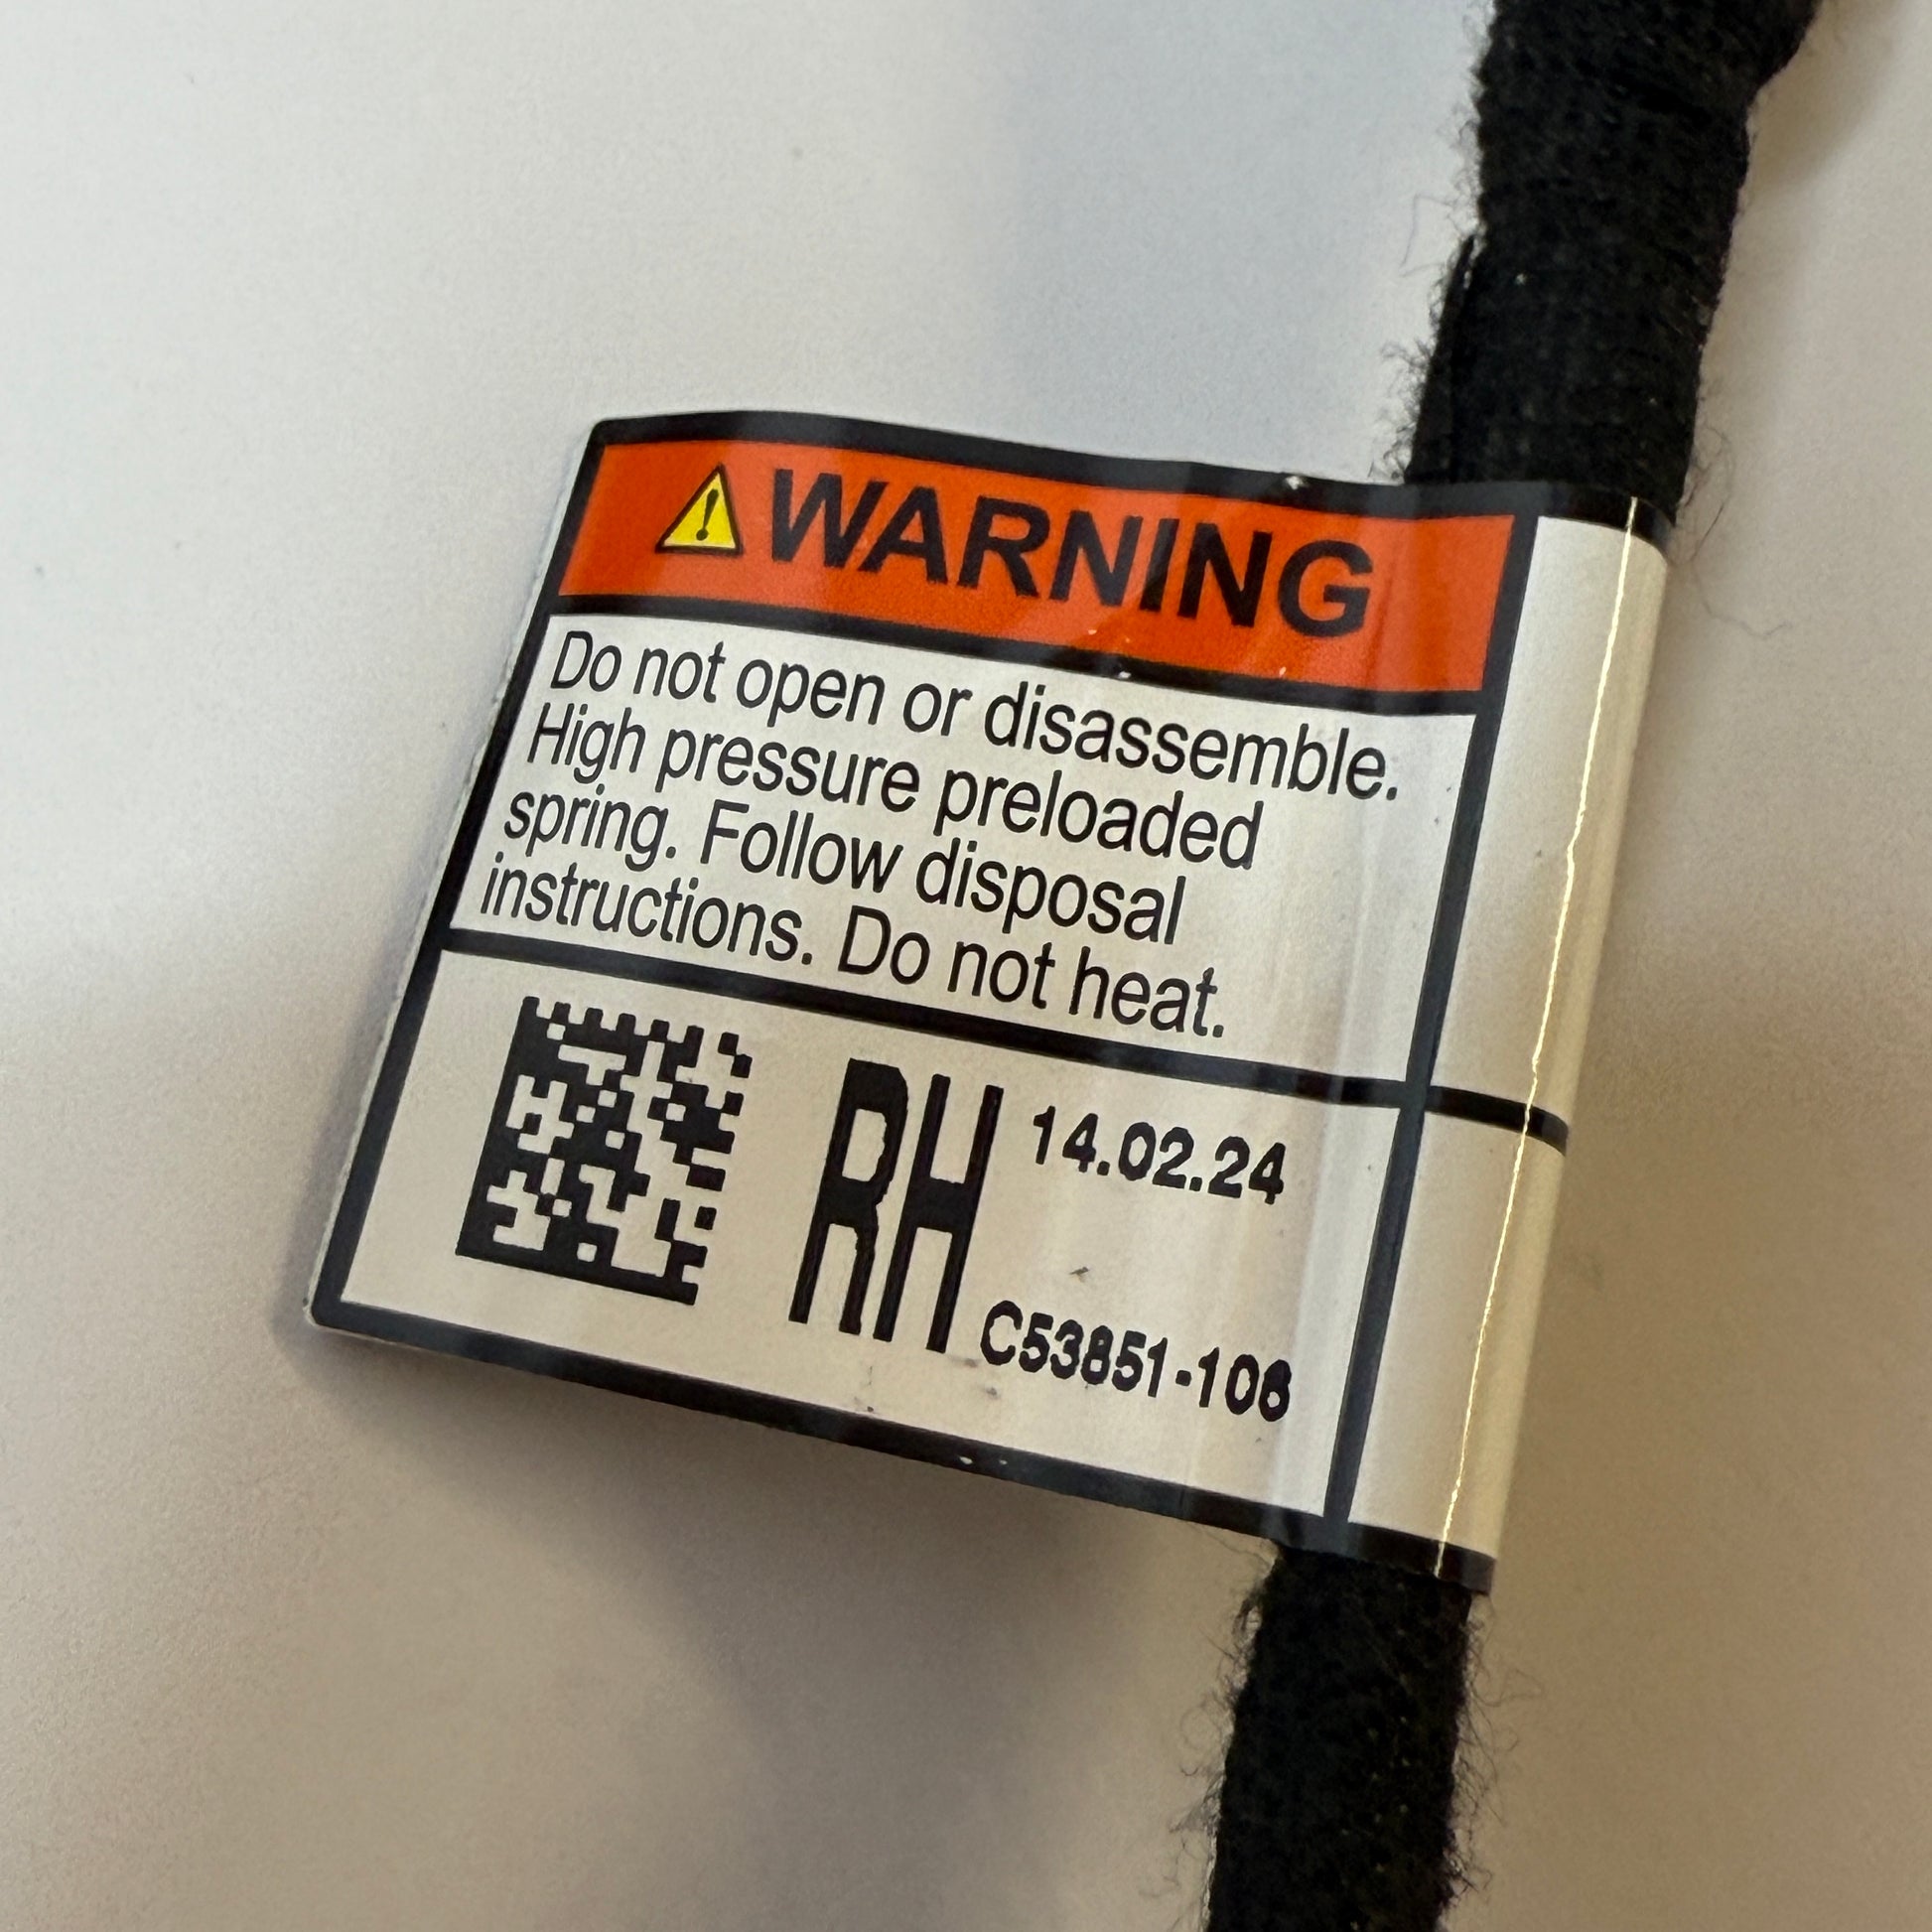 WARNING
Do not open or disassemble.
High pressure preloaded
spring. Follow disposal
instructions. Do not heat.
RH
14.02.24
C53851-108